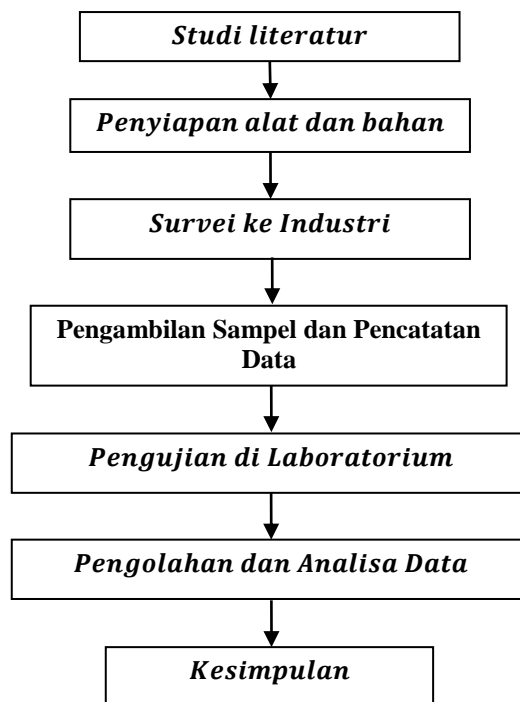 Studi literatur
Penyiapan alat dan bahan
Survei ke Industri
Pengambilan Sampel dan Pencatatan
Data
Pengujian di Laboratorium
Pengolahan dan Analisa Data
Kesimpulan